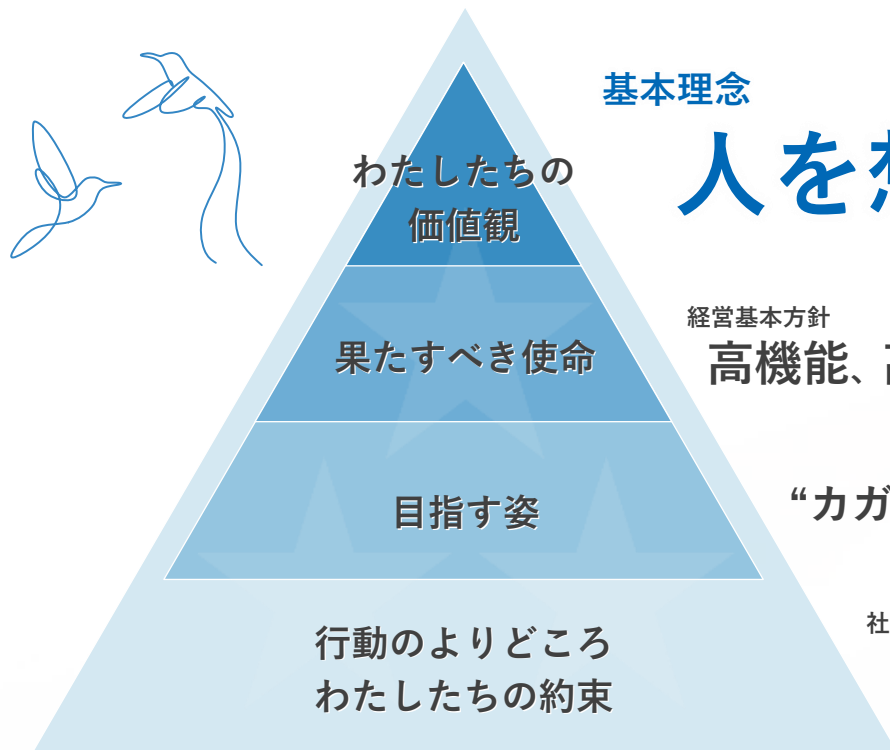 基本理念
人を
わたしたちの
価値観
経営基本方針
高機能、
果たすべき使命
“カガ
目指す姿
社
行動のよりどころ
わたしたちの約束